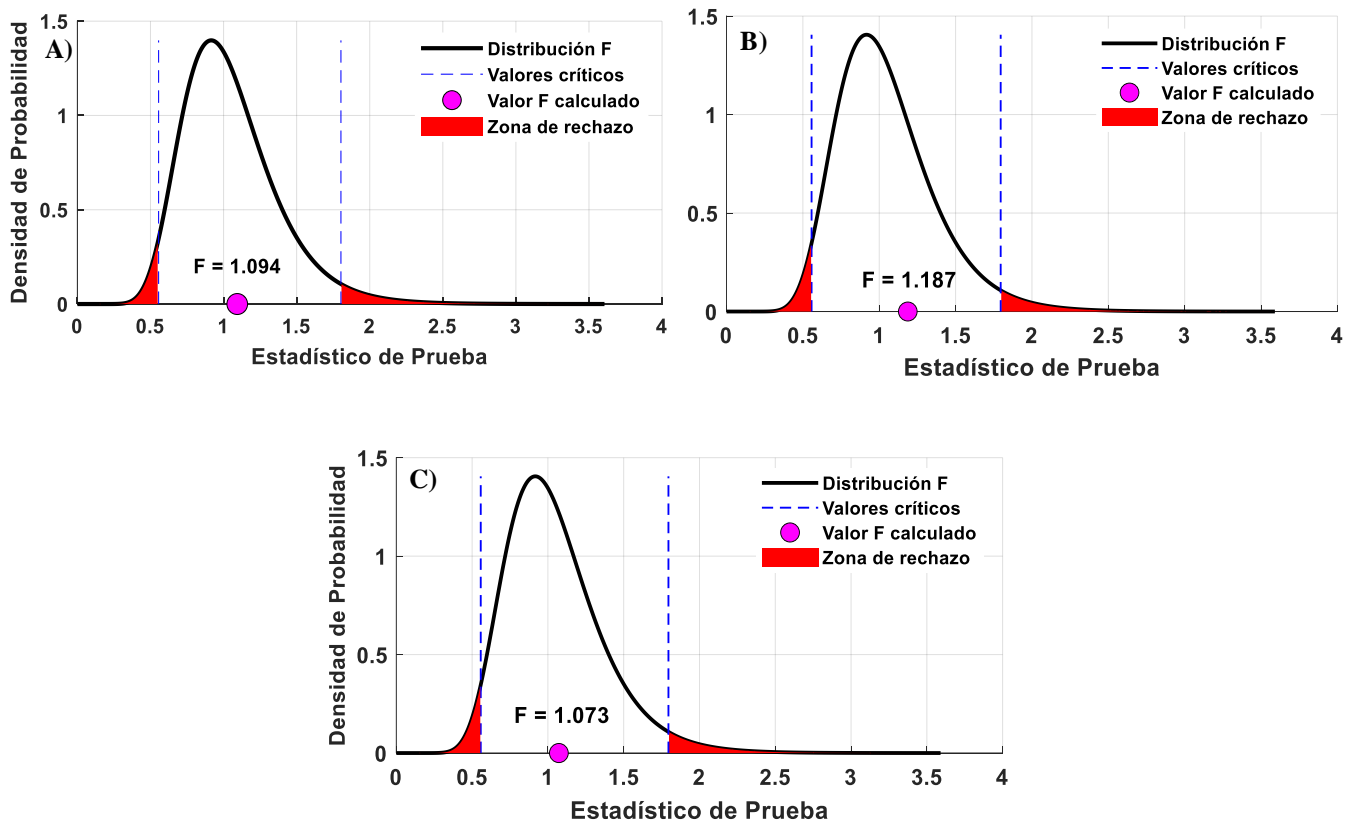 A)
Densidad de Probabilidad
1.5
1
0.5
0
Distribución F
Valores críticos
Valor F calculado
Zona de rechazo
F = 1.094
0 0.5 1 1.5 2 2.5 3 3.5 4
Estadístico de Prueba
B)
1.5
1
0.5
0
Distribución F
Valores críticos
Valor F calculado
Zona de rechazo
F = 1.187
0 0.5 1 1.5 2 2.5 3 3.5 4
Estadístico de Prueba
C)
Densidad de Probabilidad
1.5
1
0.5
0
Distribución F
Valores críticos
Valor F calculado
Zona de rechazo
F = 1.073
0 0.5 1 1.5 2 2.5 3 3.5 4
Estadístico de Prueba